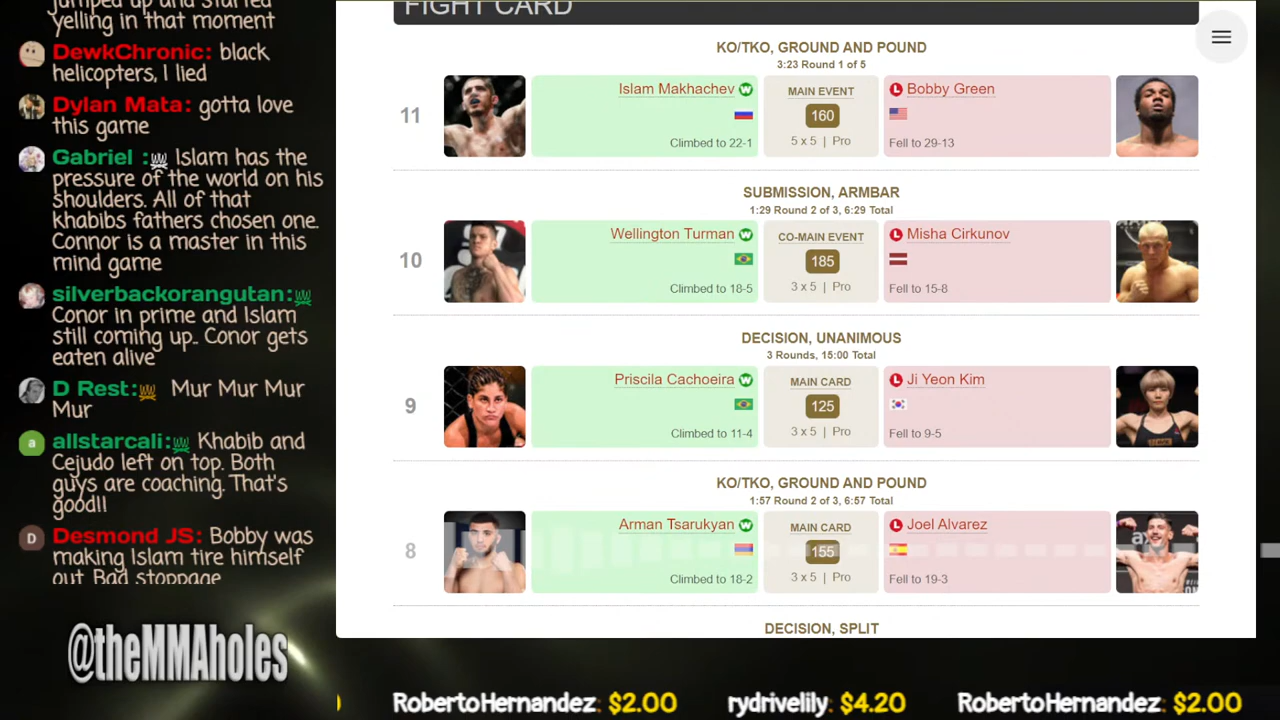 jumped up and started
yelling in that moment
DewkChronic: black
helicopters, I lied
Dylan Mata: gotta love
this game
Gabriel : Islam has the
pressure of the world on his
shoulders. All of that
khabibs fathers chosen one.
Connor is a master in this
mind game
silverbackorangutan:
Conor in prime and Islam
still coming up.. Conor gets
eaten alive
D Rest: Mur Mur Mur
Mur
a allstarcali: Khabib and
Cejudo left on top. Both
guys are coaching. That's
good!!
D Desmond JS: Bobby was
making Islam tire himself
out. Bad stoppage
@theMMAholes
FIGHT CARD
KO/TKO, GROUND AND POUND
3:23 Round 1 of 5
11
Islam Makhachev W
Climbed to 22-1
MAIN EVENT
160
5 x 5 | Pro
L Bobby Green
Fell to 29-13
SUBMISSION, ARMBAR
1:29 Round 2 of 3, 6:29 Total
10
Wellington Turman W
Climbed to 18-5
CO-MAIN EVENT
185
3 x 5 | Pro
L Misha Cirkunov
Fell to 15-8
DECISION, UNANIMOUS
3 Rounds, 15:00 Total
9
Priscila Cachoeira W
Climbed to 11-4
MAIN CARD
125
3 x 5 | Pro
L Ji Yeon Kim
Fell to 9-5
KO/TKO, GROUND AND POUND
1:57 Round 2 of 3, 6:57 Total
8
Arman Tsarukyan W
Climbed to 18-2
MAIN CARD
155
3 x 5 | Pro
L Joel Alvarez
Fell to 19-3
DECISION, SPLIT
RobertoHernandez: $2.00 rydrivelily: $4.20 RobertoHernandez: $2.00